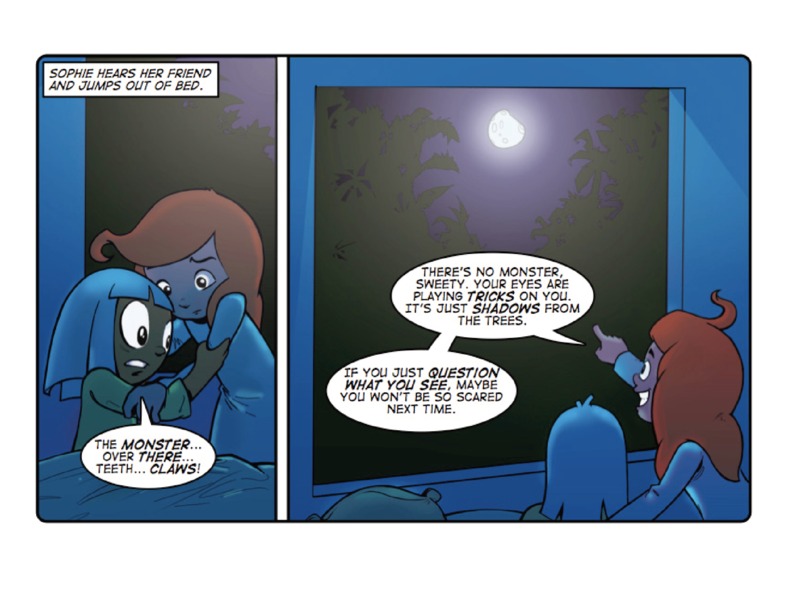 SOPHIE HEARS HER FRIEND
AND JUMPS OUT OF BED.
THE MONSTER...
OVER THERE...
TEETH... CLAWS!
THERE'S NO MONSTER,
SWEETY. YOUR EYES ARE
PLAYING TRICKS ON YOU.
IT'S JUST SHADOWS FROM
THE TREES.
IF YOU JUST QUESTION
WHAT YOU SEE, MAYBE
YOU WON'T BE SO SCARED
NEXT TIME.